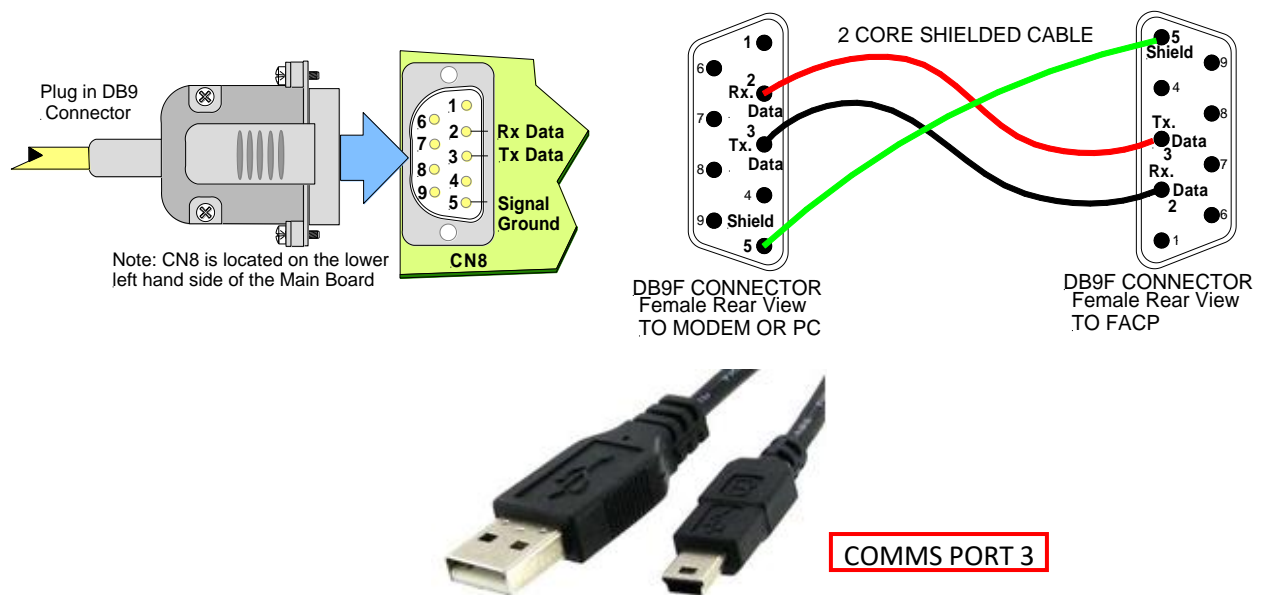 Plug in DB9
Connector
1
6
2
Rx Data
7
3
Tx Data
8
4
9
5
Signal
Ground
CN8
Note: CN8 is located on the lower
left hand side of the Main Board
2 CORE SHIELDED CABLE
1
6
2
Rx.
Data
7
3
Tx.
Data
8
4
9
Shield
5
DB9F CONNECTOR
Female Rear View
TO MODEM OR PC
5
Shield
9
4
8
Tx.
Data
3
7
Rx.
Data
2
6
1
DB9F CONNECTOR
Female Rear View
TO FACP
COMMS PORT 3